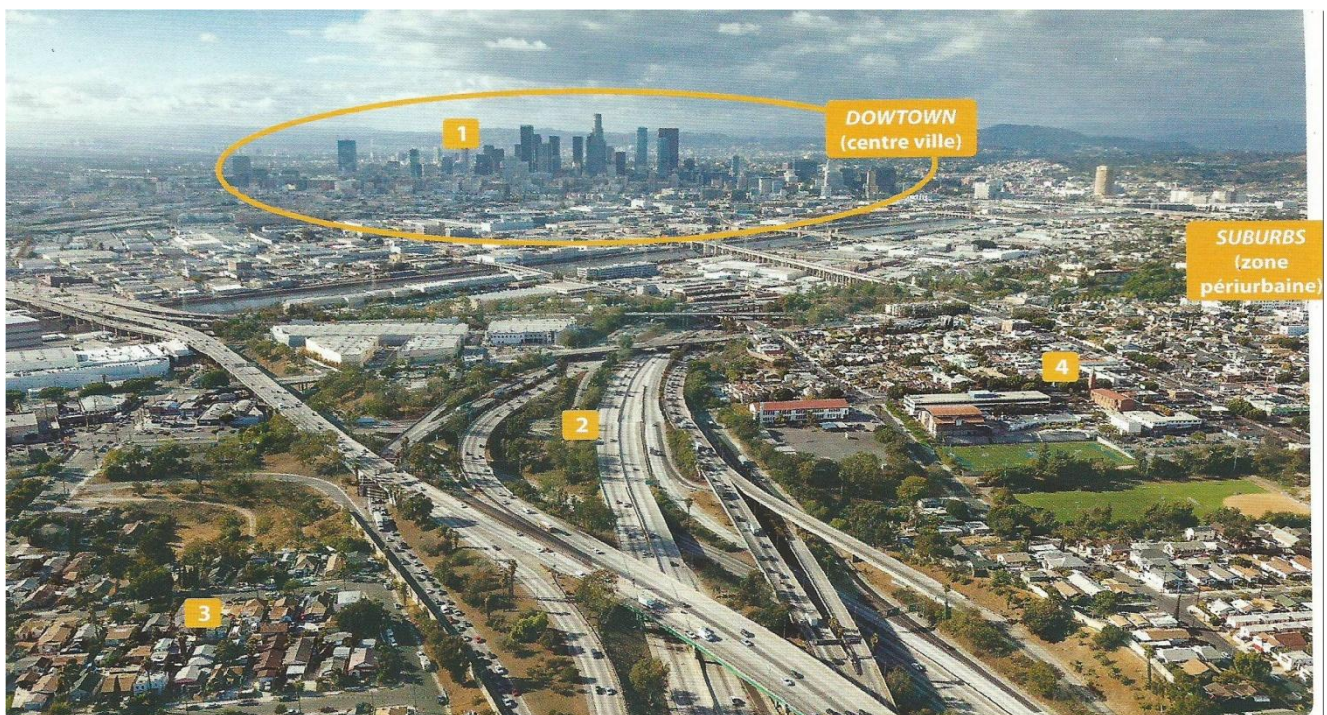 1
DOWTOWN
(centre ville)
SUBURBS
(zone
périurbaine)
4
2
3